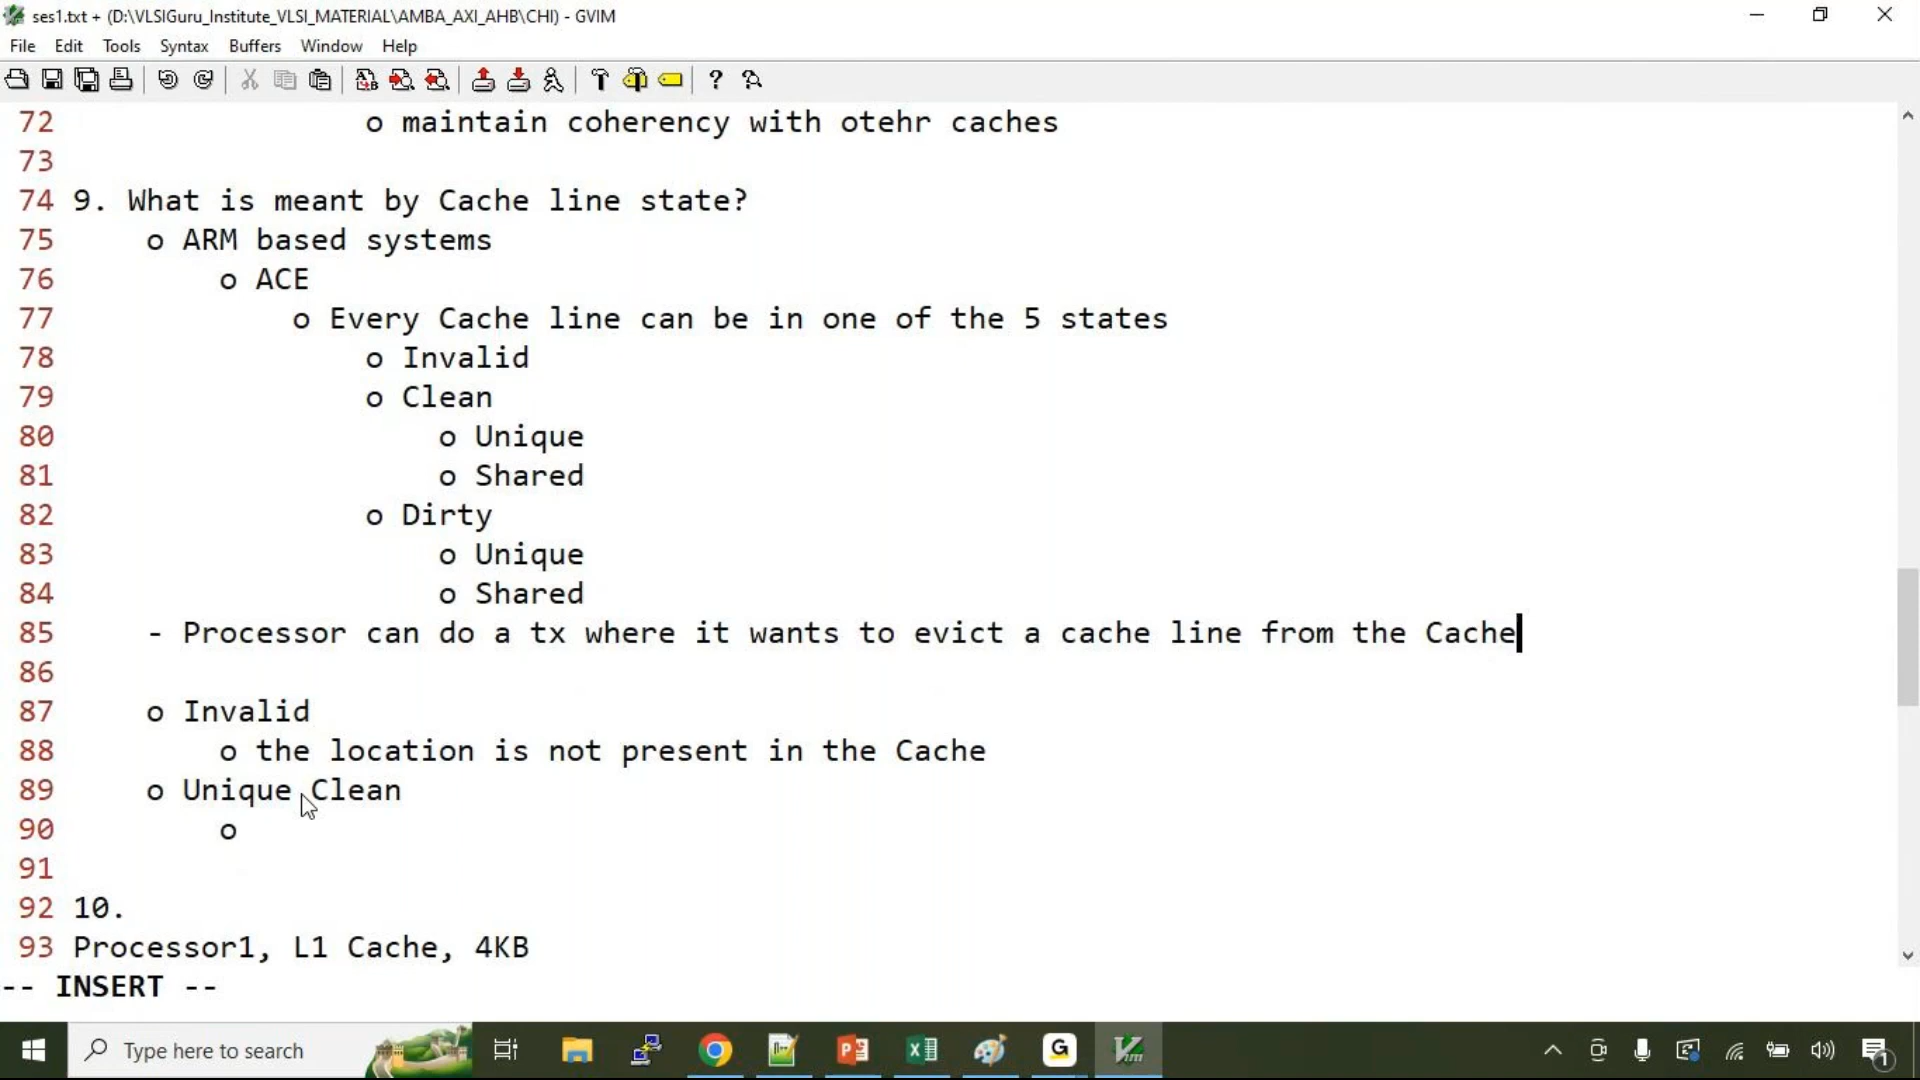 ses1.txt + (D:\VLSIGuru_Institute_VLSI_MATERIAL\AMBA_AXI_AHB\CHI) - GVIM
File Edit Tools Syntax Buffers Window Help
72 o maintain coherency with otehr caches
73
74 9. What is meant by Cache line state?
75 o ARM based systems
76 o ACE
77 o Every Cache line can be in one of the 5 states
78 o Invalid
79 o Clean
80 o Unique
81 o Shared
82 o Dirty
83 o Unique
84 o Shared
85 - Processor can do a tx where it wants to evict a cache line from the Cache
86
87 o Invalid
88 o the location is not present in the Cache
89 o Unique Clean
90 o
91
92 10.
93 Processor1, L1 Cache, 4KB
-- INSERT --
Type here to search